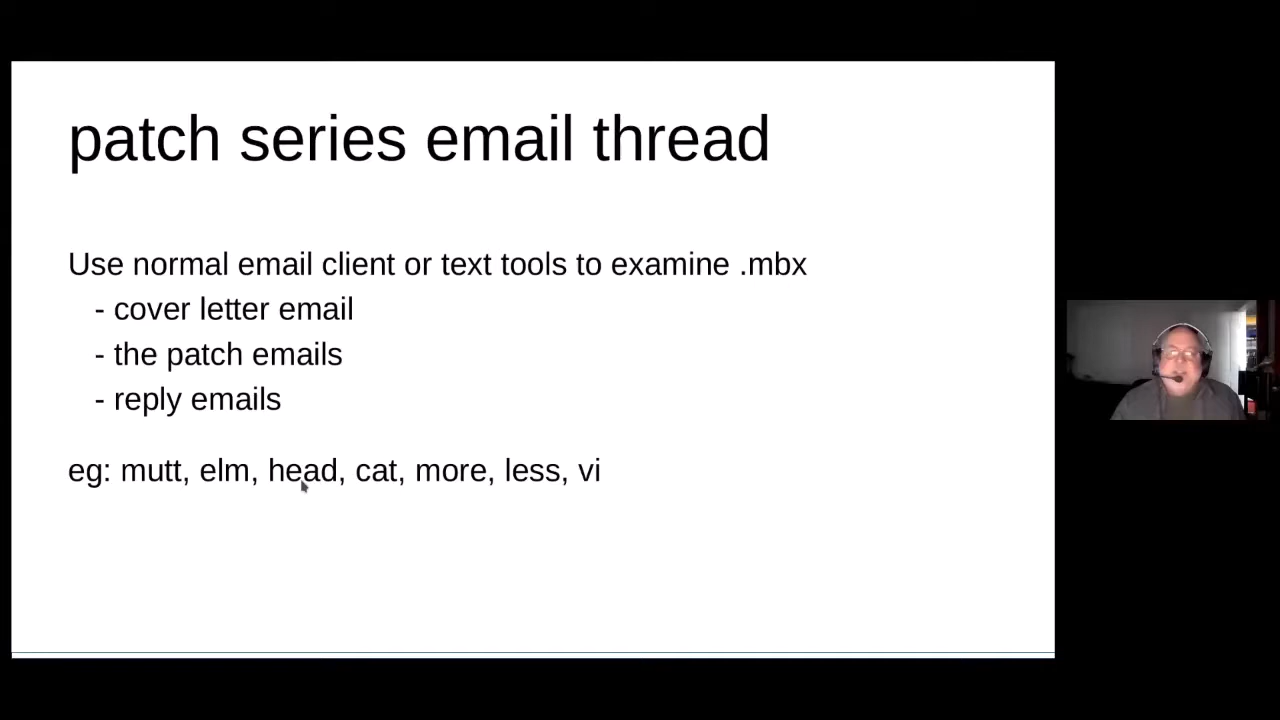 patch series email thread
Use normal email client or text tools to examine .mbx
- cover letter email
- the patch emails
- reply emails
eg: mutt, elm, head, cat, more, less, vi